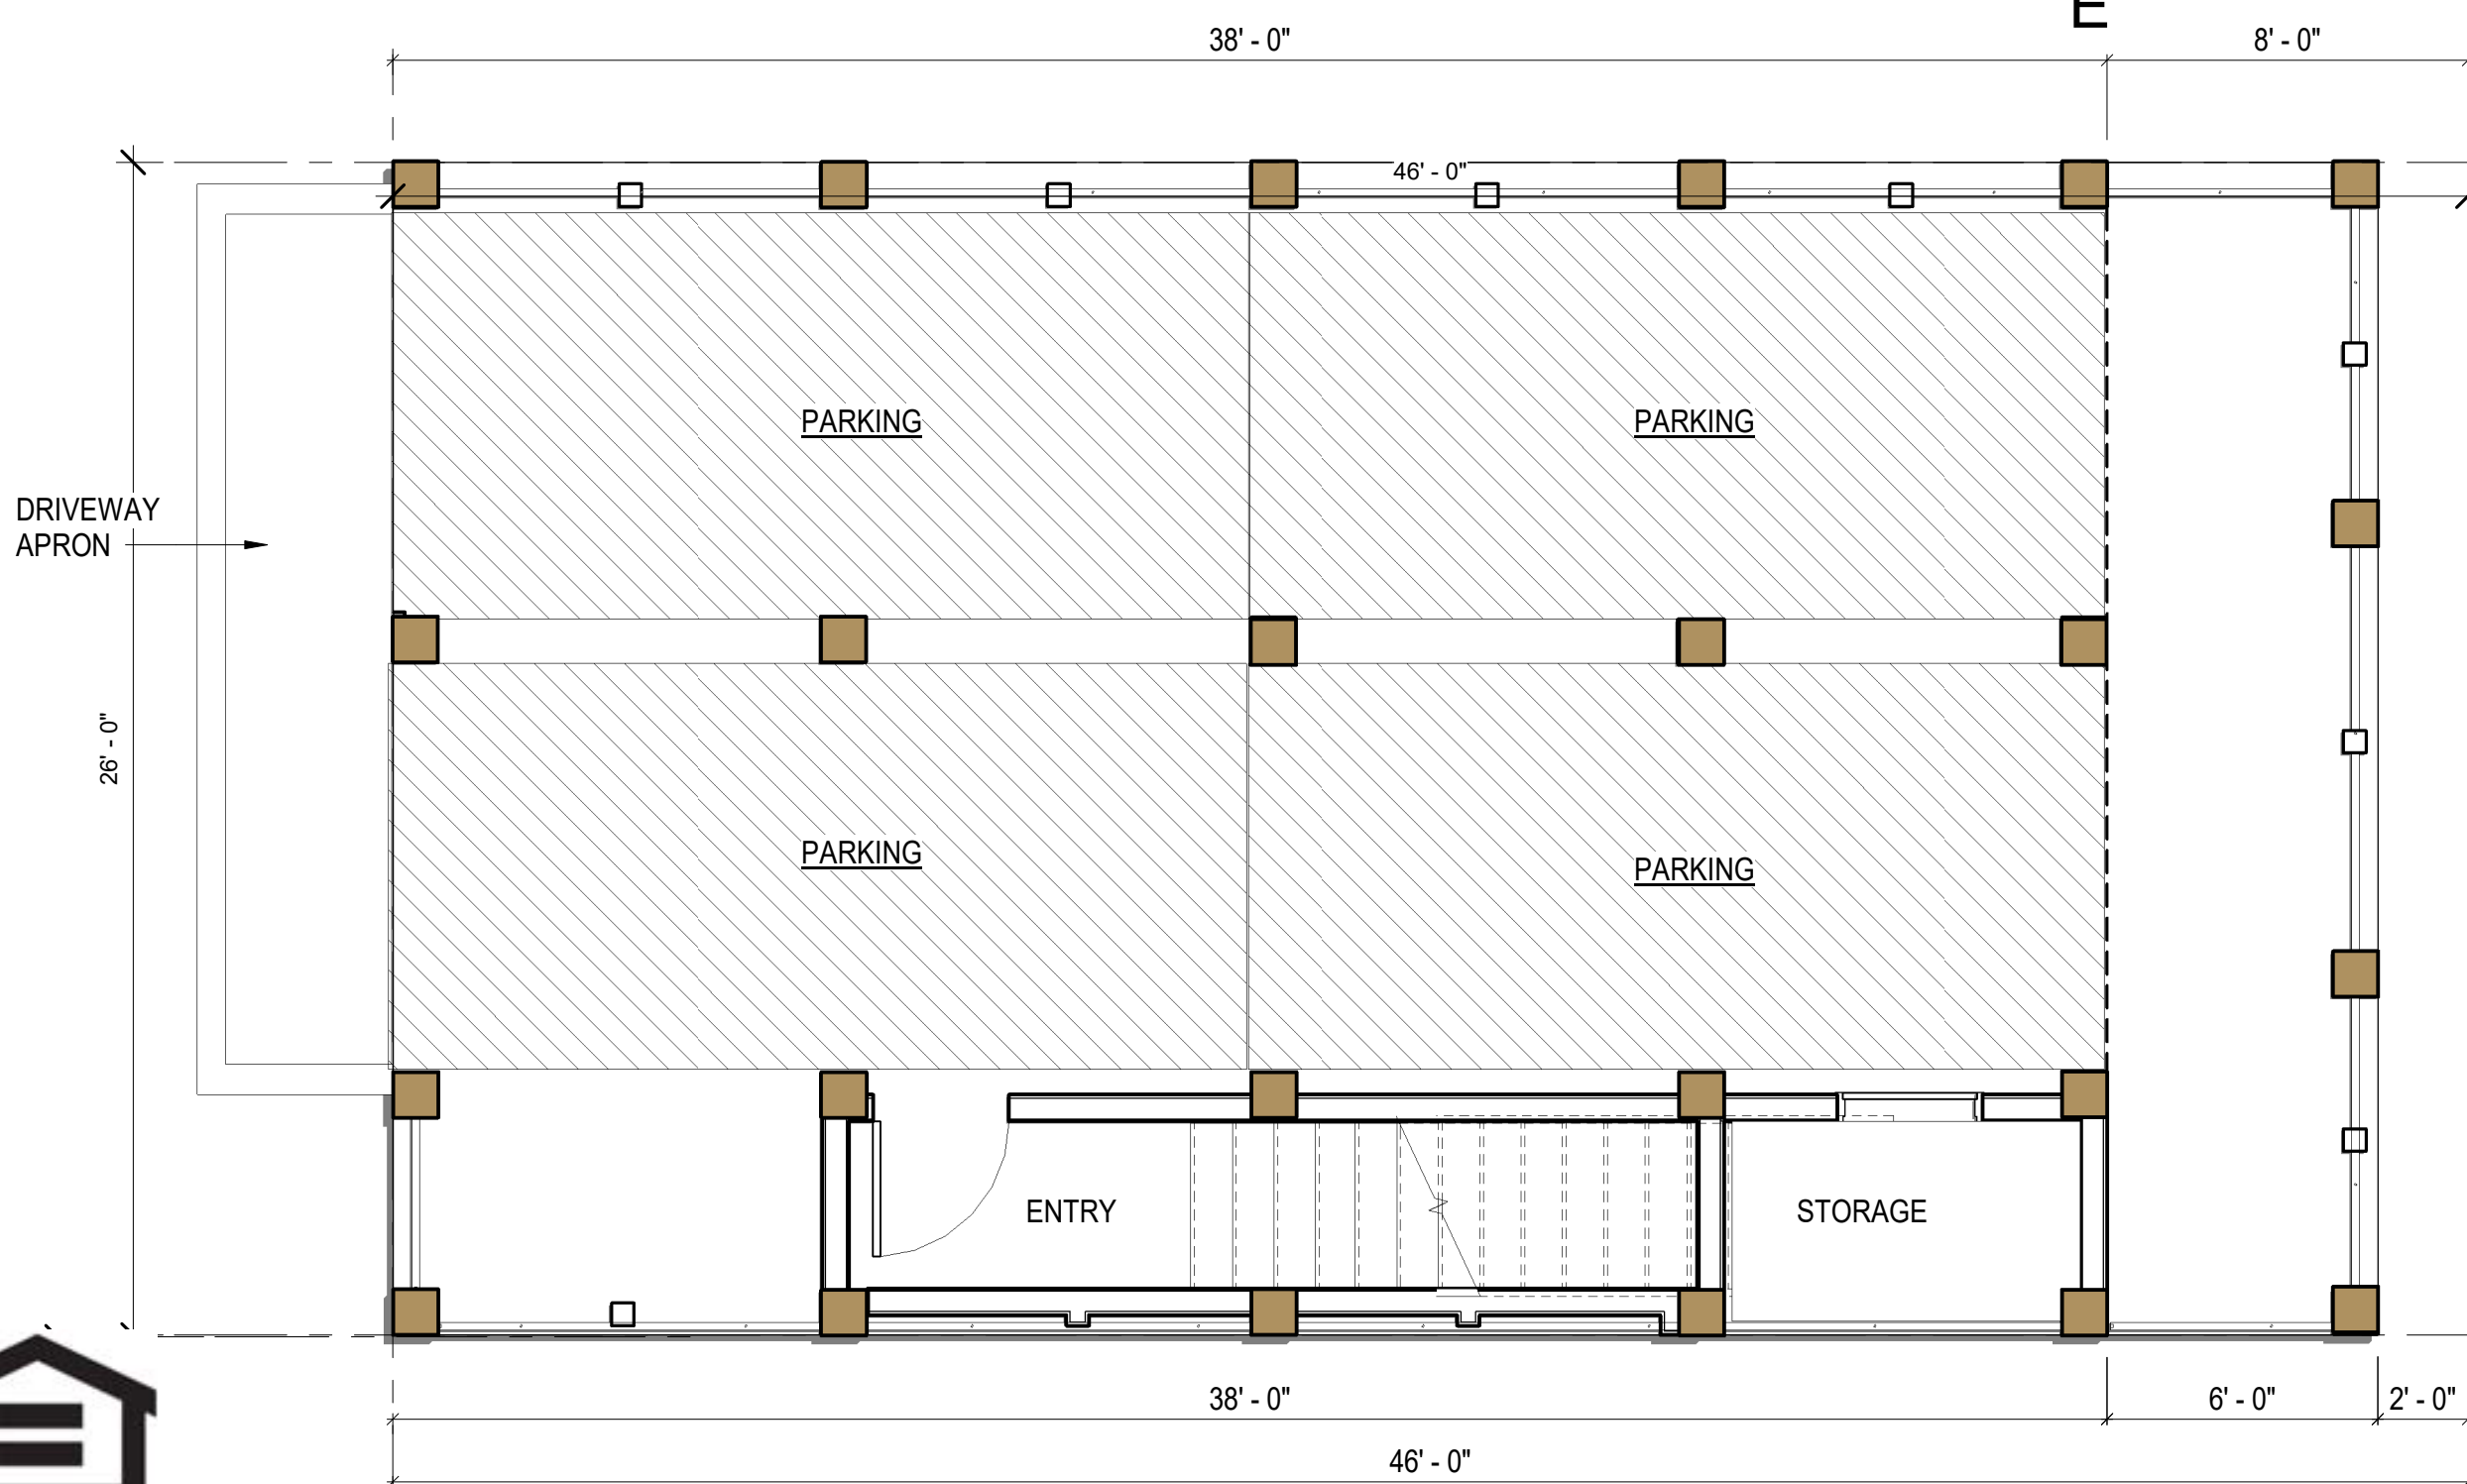 E
38' - 0"
8' - 0"
46' - 0"
PARKING
PARKING
DRIVEWAY
APRON
26' - 0"
PARKING
PARKING
ENTRY
STORAGE
38' - 0"
6' - 0"
2' - 0"
46' - 0"